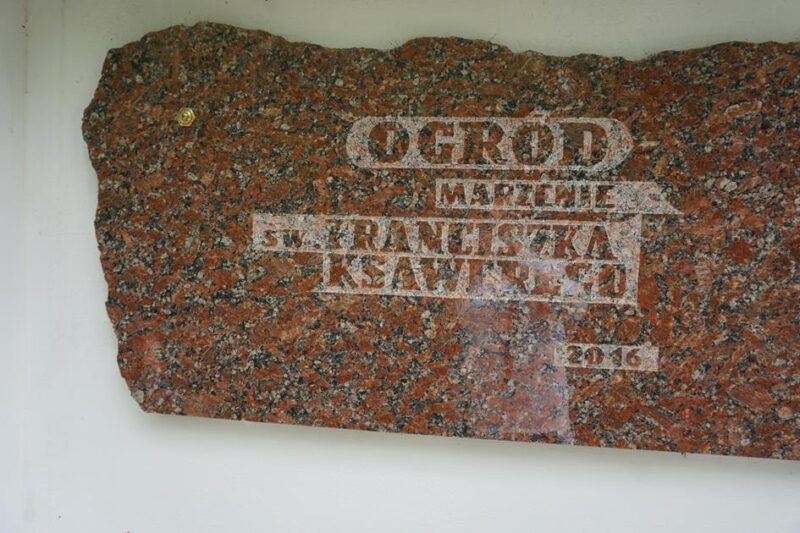 OGRÓD
MARZENIE
ŚW. FRANCISZKA
KSAWEREGO
2016